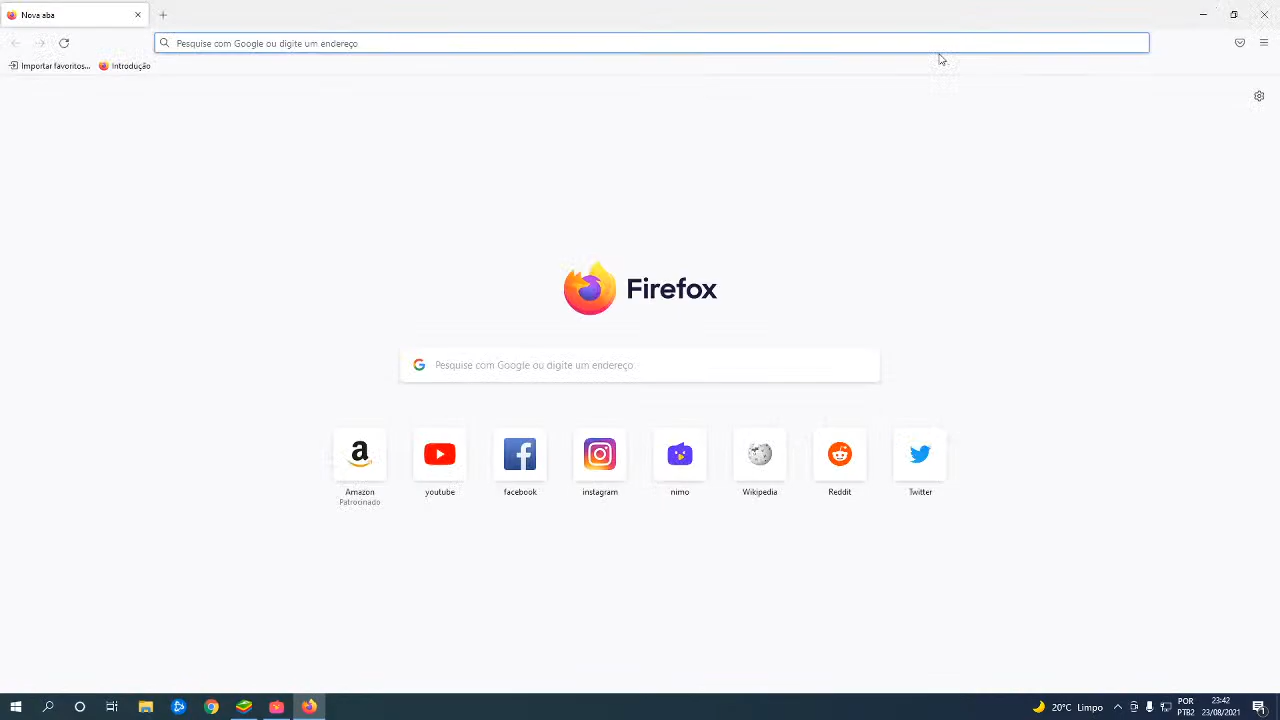 Nova aba
Pesquise com Google ou digite um endereço
Importar favoritos...
Introdução
Firefox
Pesquise com Google ou digite um endereço
Amazon
Patrocinado
youtube
facebook
instagram
nimo
Wikipedia
Reddit
Twitter
20°C Limpo
POR
PTB2
23:42
23/08/2021
1